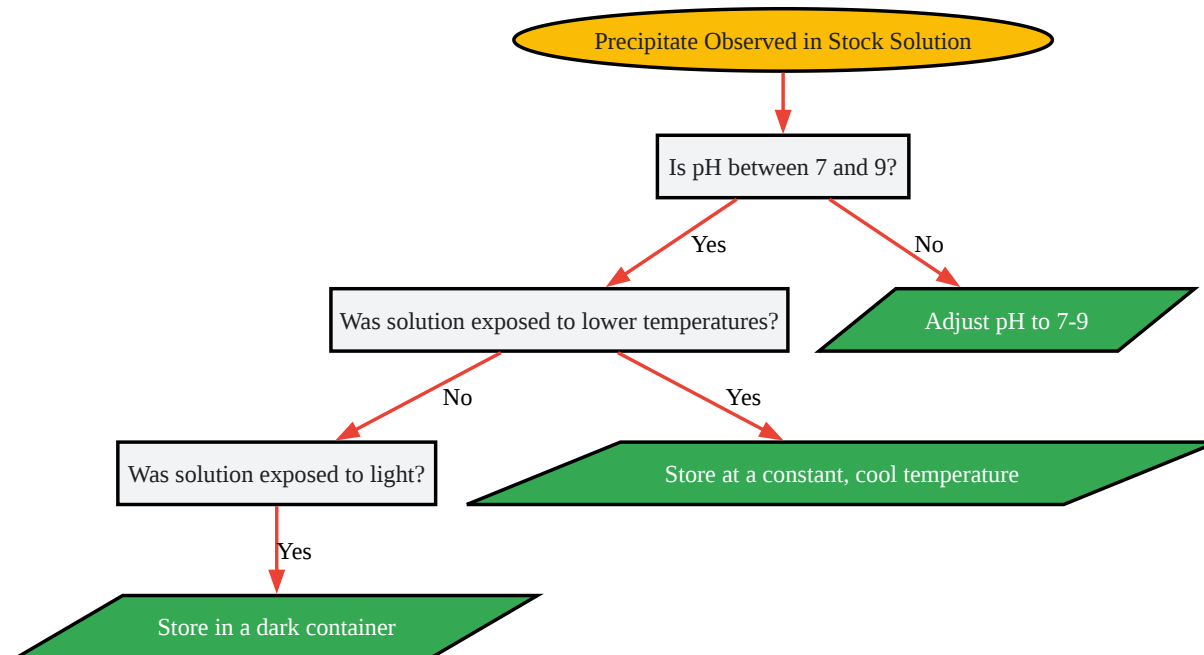 Precipitate Observed in Stock Solution
Is pH between 7 and 9?
Yes
No
Was solution exposed to lower temperatures?
Adjust pH to 7-9
No
Yes
Was solution exposed to light?
Store at a constant, cool temperature
Yes
Store in a dark container